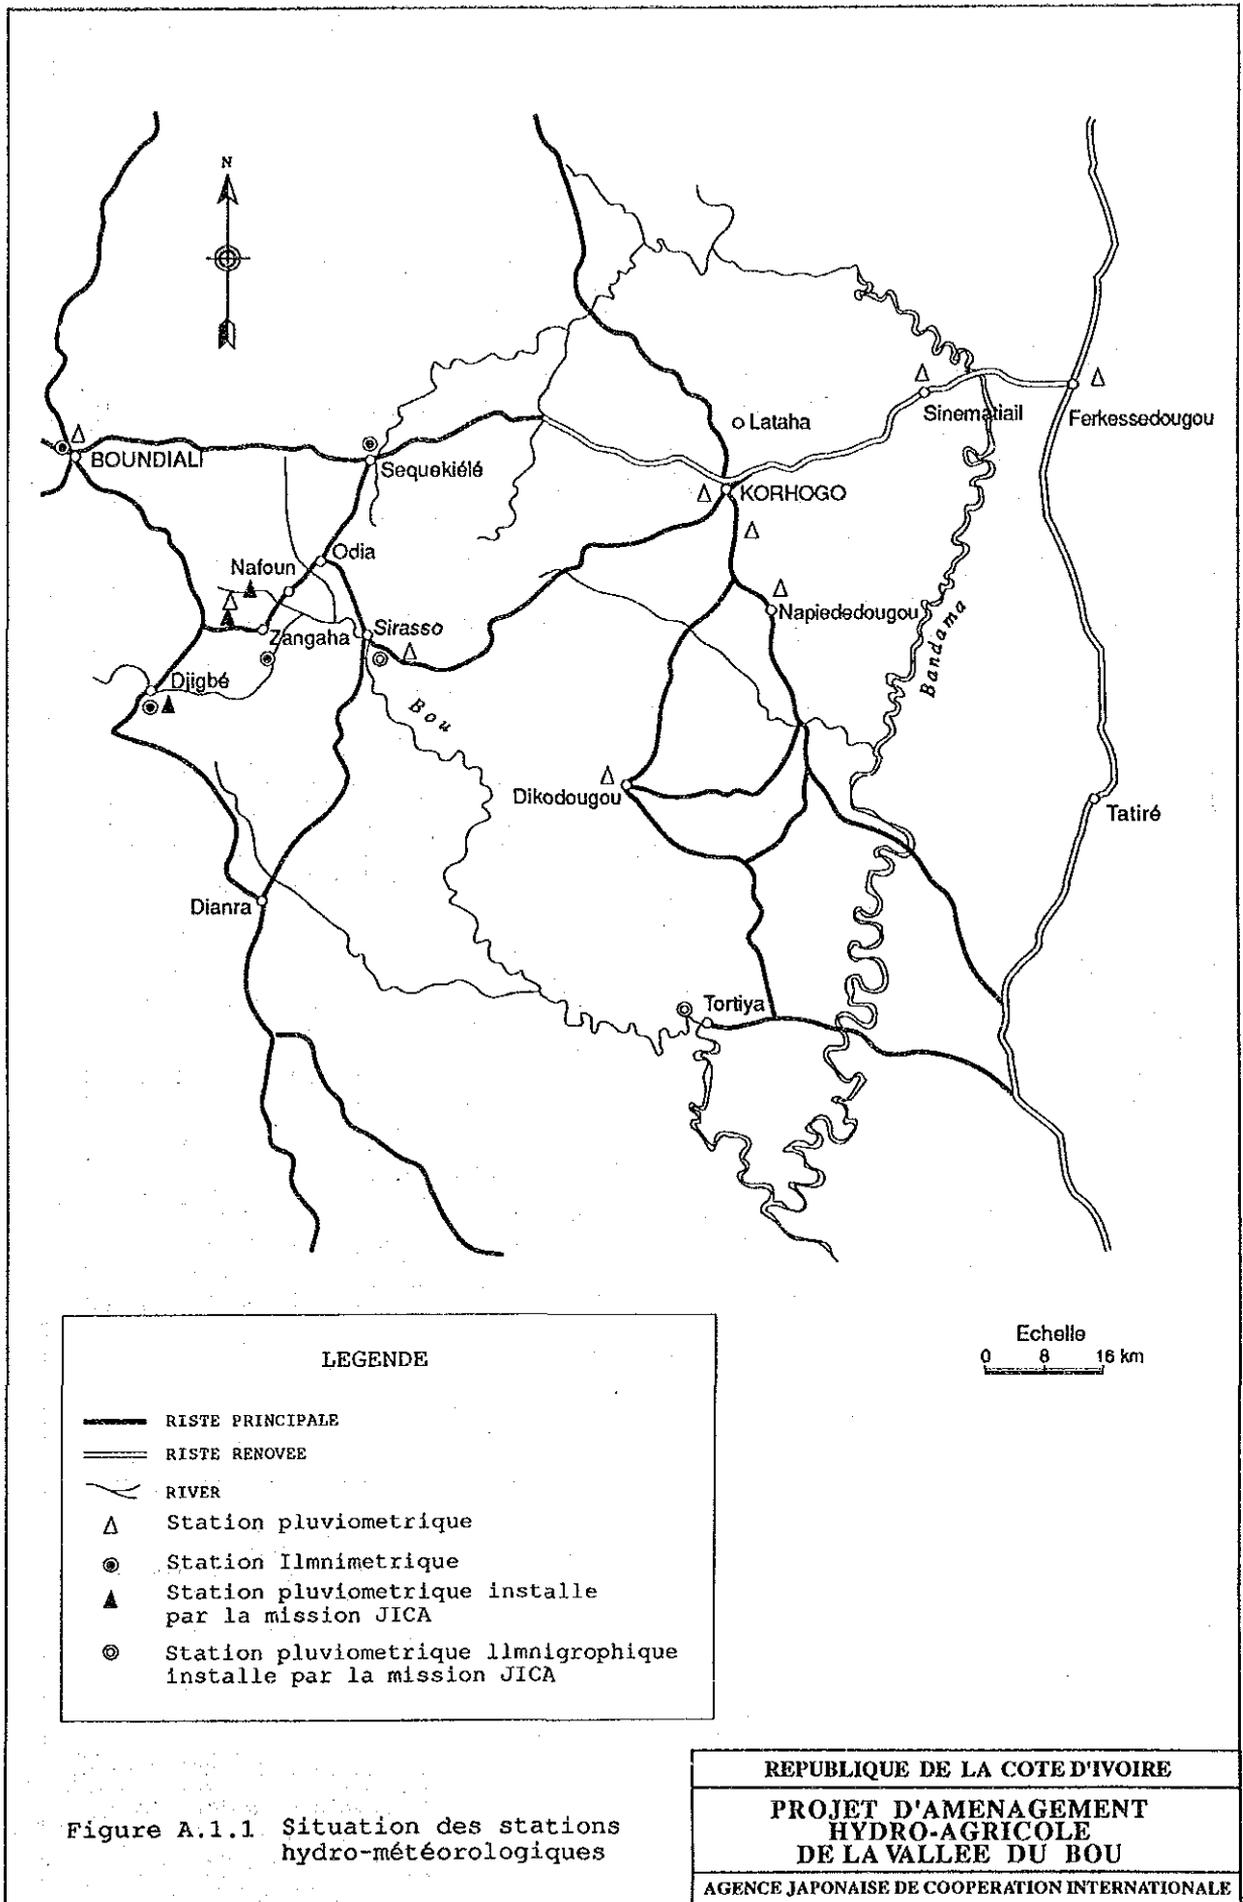 N
Lataha
Sinematiail
Ferkessedougou
BOUNDIALI
Sequekiélé
KORHOGO
Odia
Nafoun
Napiededougou
Zangaha
Sirasso
Bandama
Djigbé
Bou
Dikodougou
Tatiré
Dianra
Tortiya
Echelle
0 8 16 km
LEGENDE
RISTE PRINCIPALE
RISTE RENOVEE
RIVER
Station pluviometrique
Station Ilmnimetrique
Station pluviometrique installe
par la mission JICA
Station pluviometrique llmnigrophique
installe par la mission JICA
Figure A.1.1 Situation des stations
hydro-météorologiques
REPUBLIQUE DE LA COTE D'IVOIRE
PROJET D'AMENAGEMENT
HYDRO-AGRICOLE
DE LA VALLEE DU BOU
AGENCE JAPONAISE DE COOPERATION INTERNATIONALE